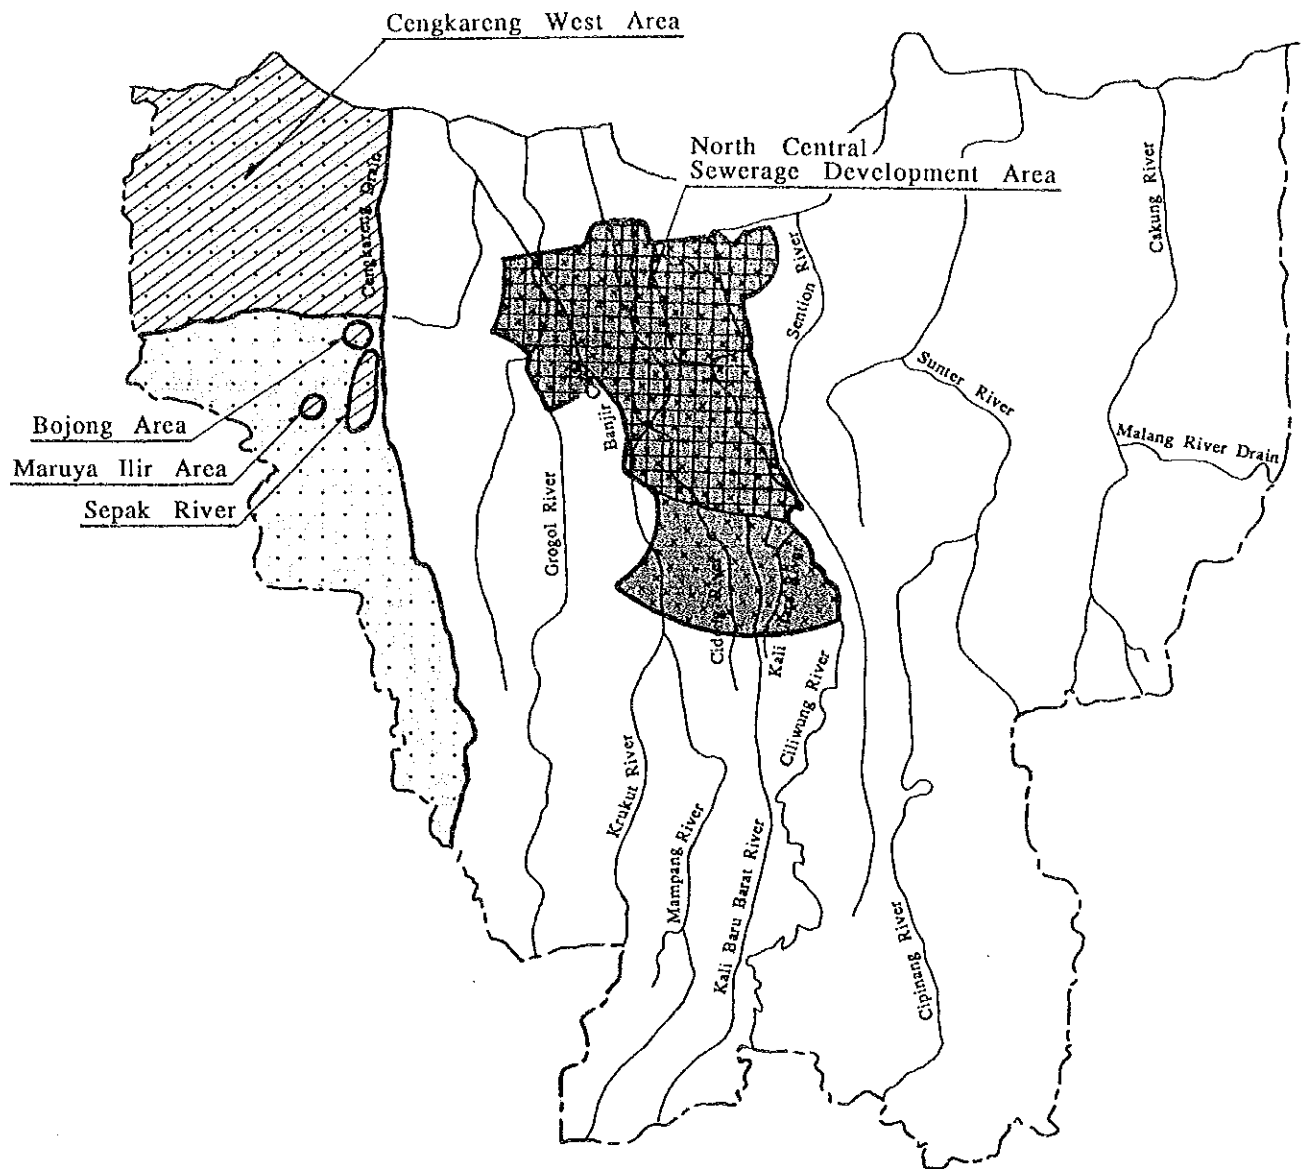 Cengkareng West Area
North Central
Sewerage Development Area
Cengkareng Drain
Cakung River
Sention River
Sunter River
Malang River Drain
Bojong Area
Maruya Ilir Area
Sepak River
Banjir
Grogol River
Kali River
Ciliwung River
Krukut River
Mampang River
Kali Baru Barat River
Cipinang River